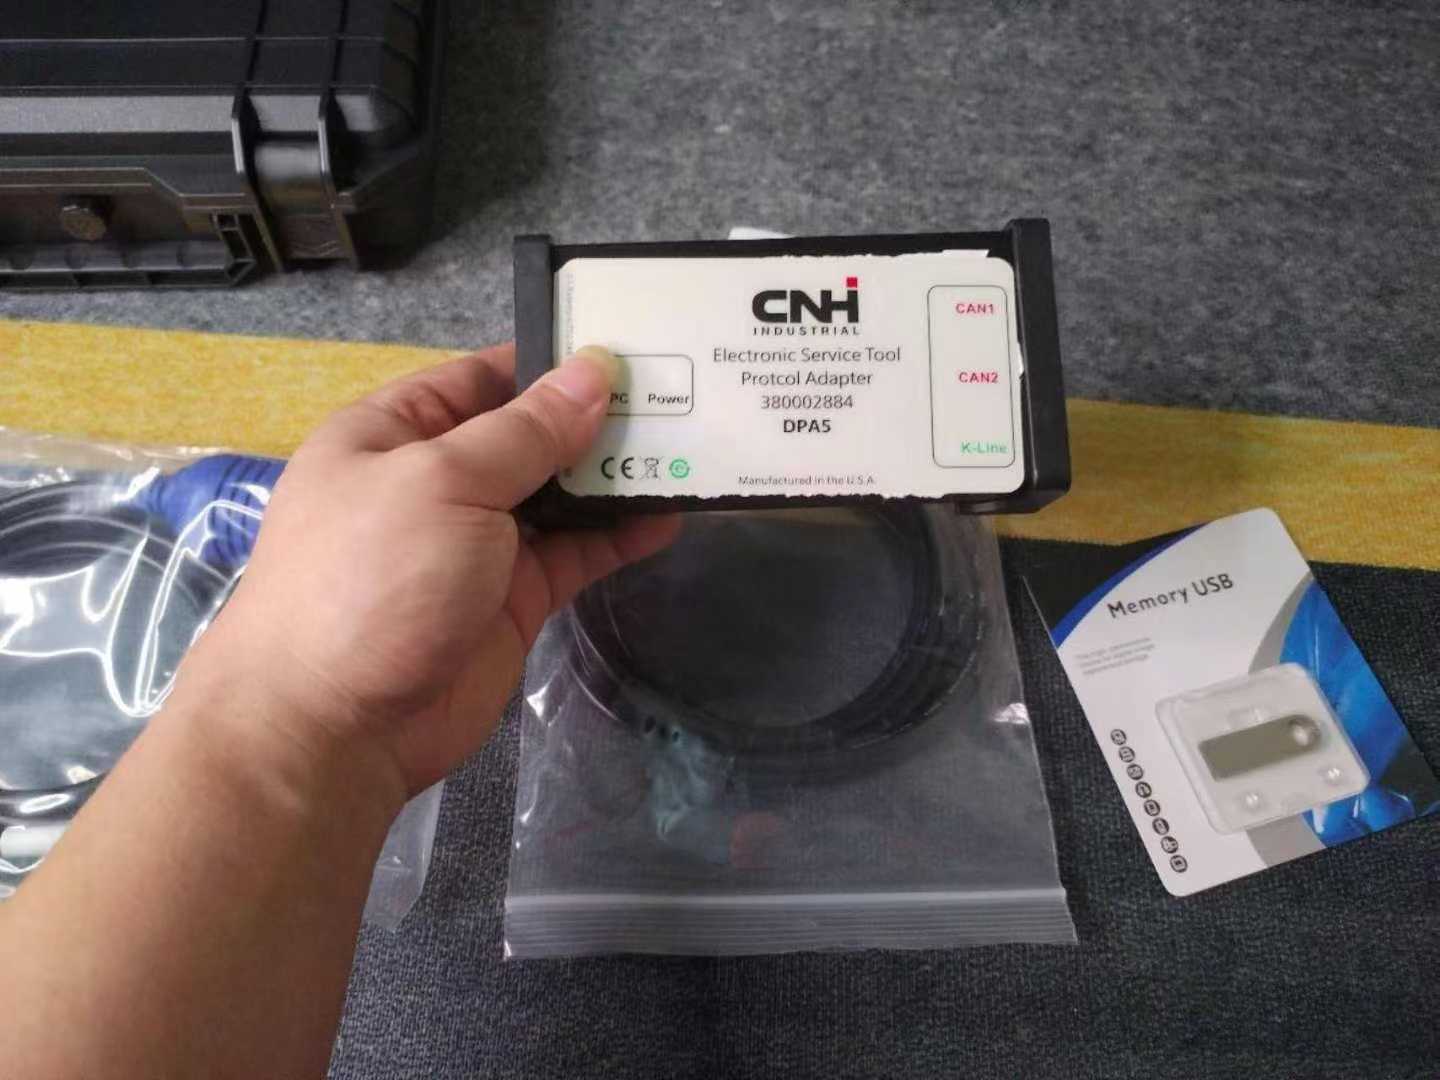 CNH
INDUSTRIAL
Electronic Service Tool
Protcol Adapter
380002884
DPA5
PC Power
CAN1
CAN2
K-Line
CE
Manufactured in the U.S.A.
Memory USB